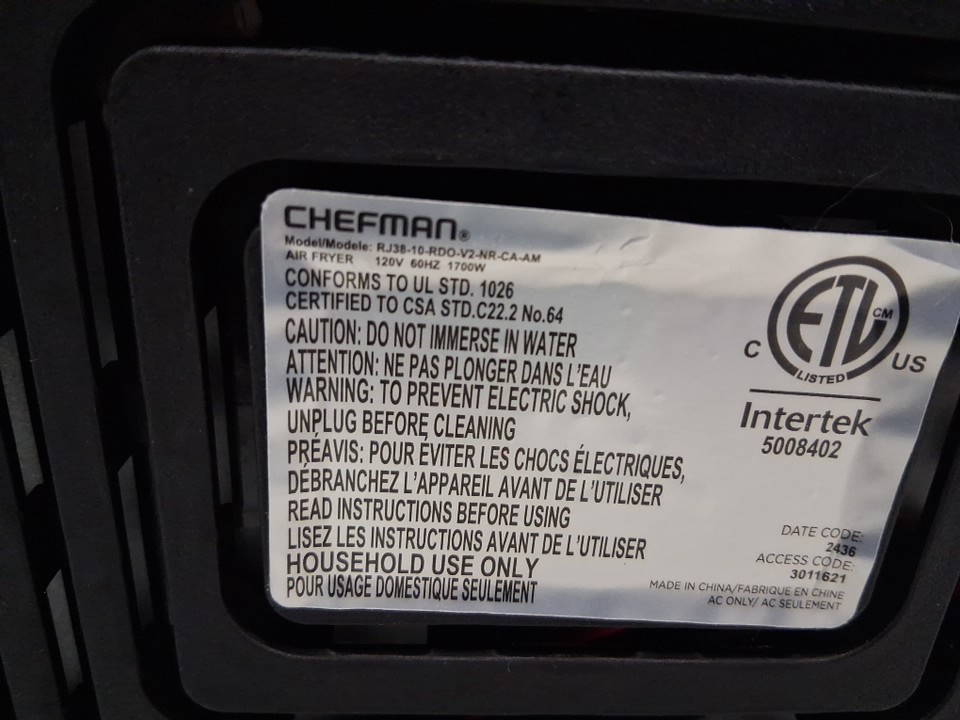 CHEFMAN®
Model/Modele: RJ38-10-RDO-V2-NR-CA-AM
AIR FRYER 120V 60HZ 1700W
CONFORMS TO UL STD. 1026
CERTIFIED TO CSA STD.C22.2 No.64
CAUTION: DO NOT IMMERSE IN WATER
ATTENTION: NE PAS PLONGER DANS L'EAU
WARNING: TO PREVENT ELECTRIC SHOCK,
UNPLUG BEFORE CLEANING
PRÉAVIS: POUR ÉVITER LES CHOCS ÉLECTRIQUES,
DÉBRANCHEZ L'APPAREIL AVANT DE L'UTILISER
READ INSTRUCTIONS BEFORE USING
LISEZ LES INSTRUCTIONS AVANT DE L'UTILISER
HOUSEHOLD USE ONLY
POUR USAGE DOMESTIQUE SEULEMENT
ETL CM
C US
LISTED
Intertek
5008402
DATE CODE:
2436
ACCESS CODE:
3011621
MADE IN CHINA/FABRIQUE EN CHINE
AC ONLY/ AC SEULEMENT